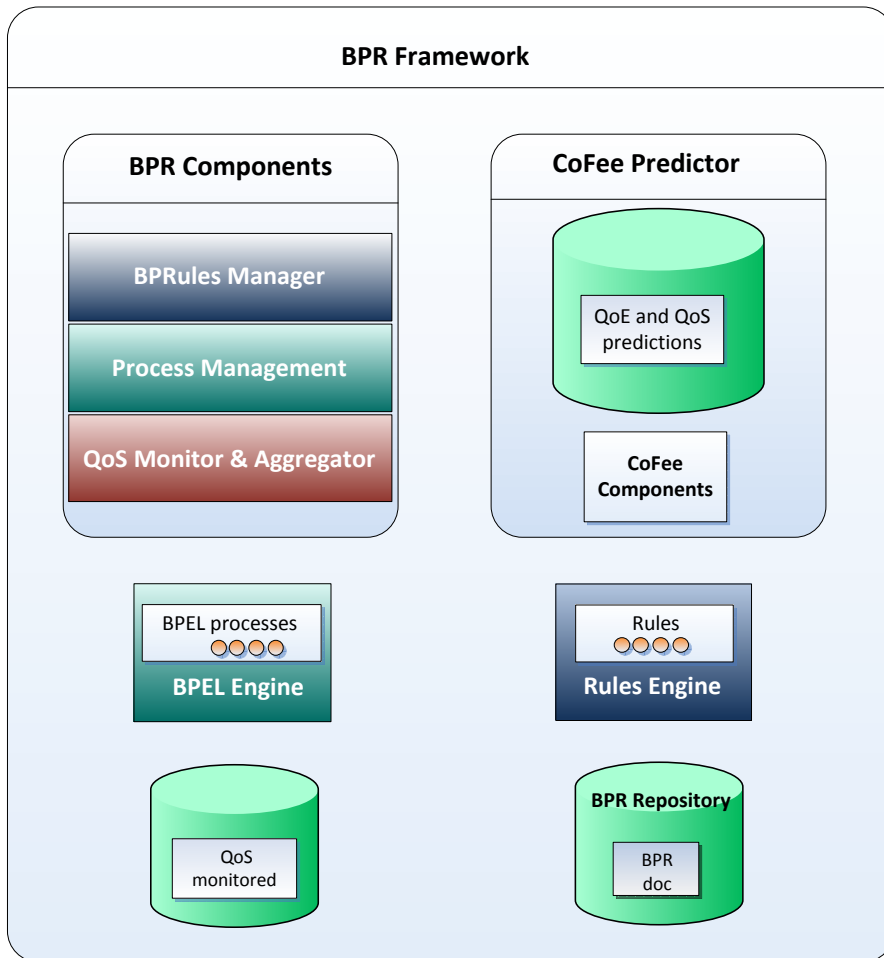 BPR Framework
BPR Components
BPRules Manager
Process Management
QoS Monitor & Aggregator
CoFee Predictor
QoE and QoS
predictions
CoFee
Components
BPEL processes
BPEL Engine
Rules
Rules Engine
QoS
monitored
BPR Repository
BPR
doc